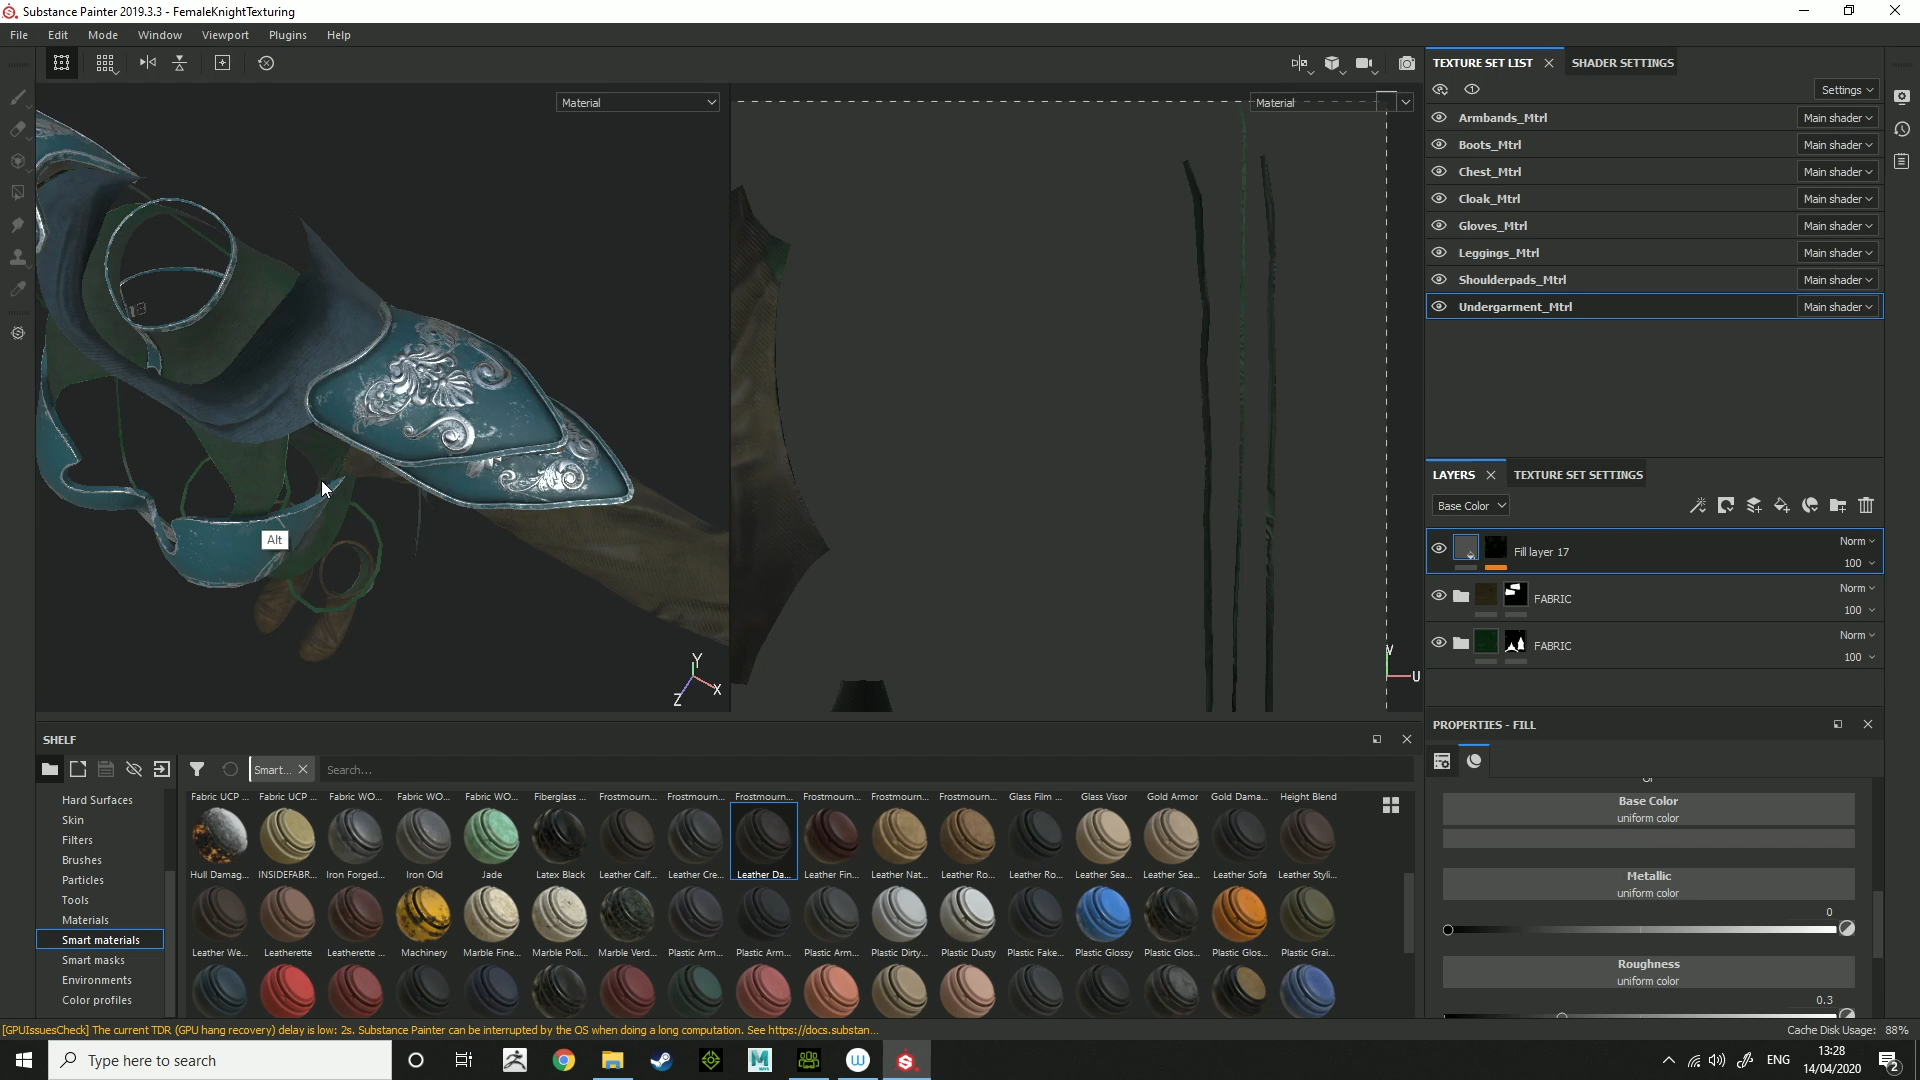 Substance Painter 2019.3.3 - FemaleKnightTexturing
File Edit Mode Window Viewport Plugins Help
Material
Material
Alt
Y
X
Z
V
U
TEXTURE SET LIST
SHADER SETTINGS
Settings
Armbands_Mtrl Main shader
Boots_Mtrl Main shader
Chest_Mtrl Main shader
Cloak_Mtrl Main shader
Gloves_Mtrl Main shader
Leggings_Mtrl Main shader
Shoulderpads_Mtrl Main shader
Undergarment_Mtrl Main shader
LAYERS
TEXTURE SET SETTINGS
Base Color
Fill layer 17 Norm 100
FABRIC Norm 100
FABRIC Norm 100
PROPERTIES - FILL
Or
Base Color
uniform color
Metallic
uniform color
0
Roughness
uniform color
0.3
SHELF
Smart...
Search...
Hard Surfaces
Skin
Filters
Brushes
Particles
Tools
Materials
Smart materials
Smart masks
Environments
Color profiles
Fabric UCP ... Fabric UCP ... Fabric WO... Fabric WO... Fabric WO... Fiberglass ... Frostmourn... Frostmourn... Frostmourn... Frostmourn... Frostmourn... Frostmourn... Glass Film ... Glass Visor Gold Armor Gold Dama... Height Blend
Hull Damag... INSIDEFABR... Iron Forged... Iron Old Jade Latex Black Leather Calf... Leather Cre... Leather Da... Leather Fin... Leather Nat... Leather Ro... Leather Ro... Leather Sea... Leather Sea... Leather Sofa Leather Styli...
Leather We... Leatherette Leatherette ... Machinery Marble Fine... Marble Poli... Marble Verd... Plastic Arm... Plastic Arm... Plastic Arm... Plastic Dirty... Plastic Dusty Plastic Fake... Plastic Glossy Plastic Glos... Plastic Glos... Plastic Grai...
[GPUIssuesCheck] The current TDR (GPU hang recovery) delay is low: 2s. Substance Painter can be interrupted by the OS when doing a long computation. See https://docs.substan...
Cache Disk Usage: 88%
Type here to search
ENG
13:28
14/04/2020
2